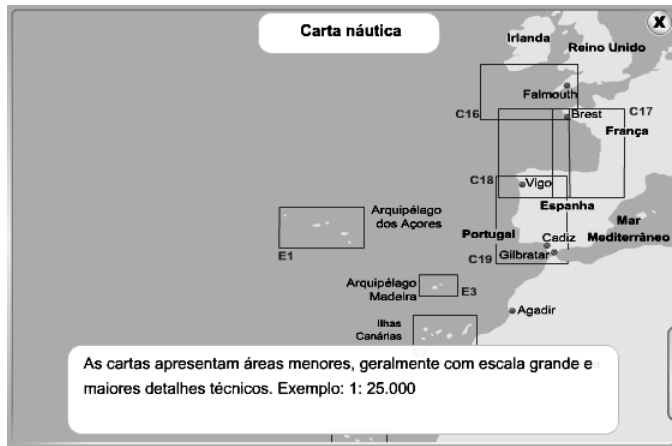 Carta náutica
X
Irlanda
Reino Unido
Falmouth
C16
Brest
C17
França
C18
Vigo
Espanha
Arquipélago
dos Açores
Portugal
Mar
Mediterrâneo
Cadiz
Gilbratar
E1
C19
Arquipélago
Madeira
E3
Agadir
Ilhas
Canárias
As cartas apresentam áreas menores, geralmente com escala grande e
maiores detalhes técnicos. Exemplo: 1: 25.000